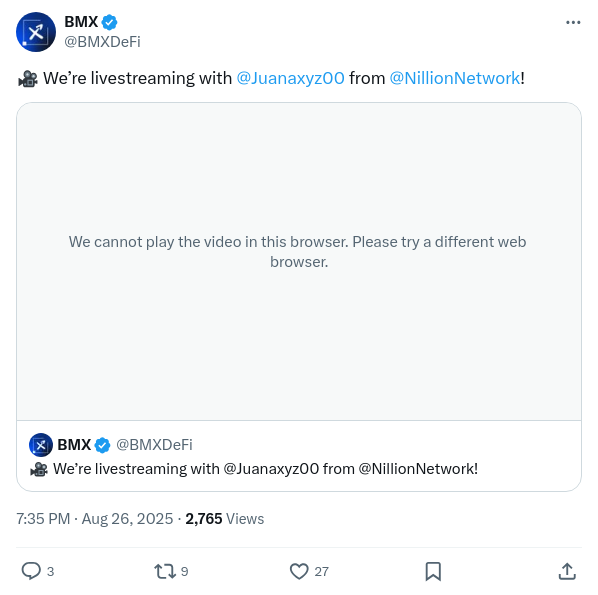 BMX
@BMXDeFi
🎥 We’re livestreaming with @Juanaxyz00 from @NillionNetwork!
We cannot play the video in this browser. Please try a different web
browser.
BMX @BMXDeFi
🎥 We’re livestreaming with @Juanaxyz00 from @NillionNetwork!
7:35 PM · Aug 26, 2025 · 2,765 Views
3 9 27